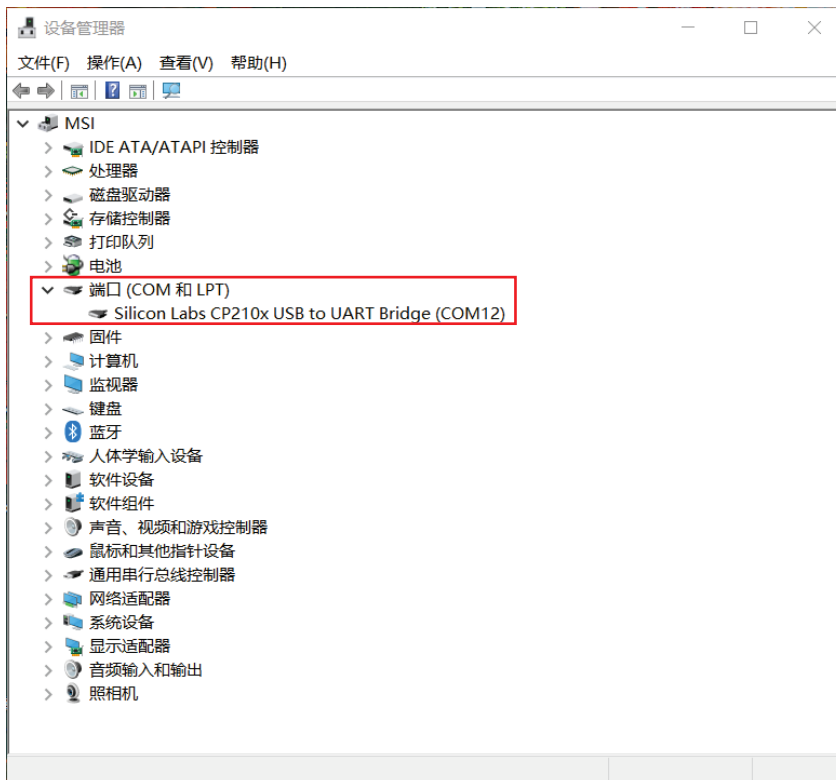 设备管理器
文件(F) 操作(A) 查看(V) 帮助(H)
MSI
IDE ATA/ATAPI 控制器
处理器
磁盘驱动器
存储控制器
打印队列
电池
端口 (COM 和 LPT)
Silicon Labs CP210x USB to UART Bridge (COM12)
固件
计算机
监视器
键盘
蓝牙
人体学输入设备
软件设备
软件组件
声音、视频和游戏控制器
鼠标和其他指针设备
通用串行总线控制器
网络适配器
系统设备
显示适配器
音频输入和输出
照相机